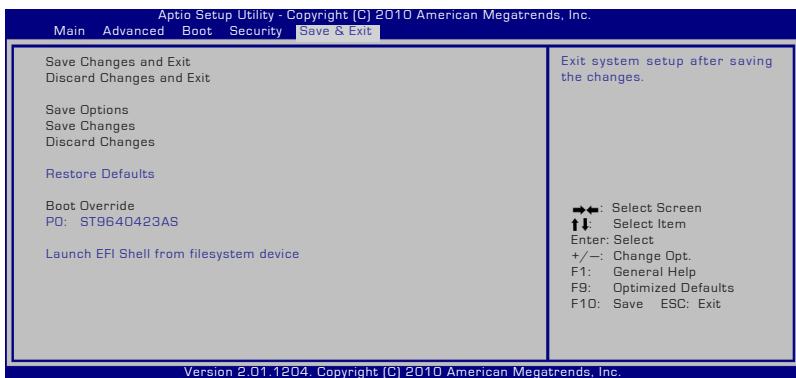 Aptio Setup Utility - Copyright (C) 2010 American Megatrends, Inc.
Main Advanced Boot Security Save & Exit
Save Changes and Exit
Discard Changes and Exit
Save Options
Save Changes
Discard Changes
Restore Defaults
Boot Override
P0: ST9640423AS
Launch EFI Shell from filesystem device
Exit system setup after saving
the changes.
→←: Select Screen
↑↓: Select Item
Enter: Select
+/—: Change Opt.
F1: General Help
F9: Optimized Defaults
F10: Save ESC: Exit
Version 2.01.1204. Copyright (C) 2010 American Megatrends, Inc.